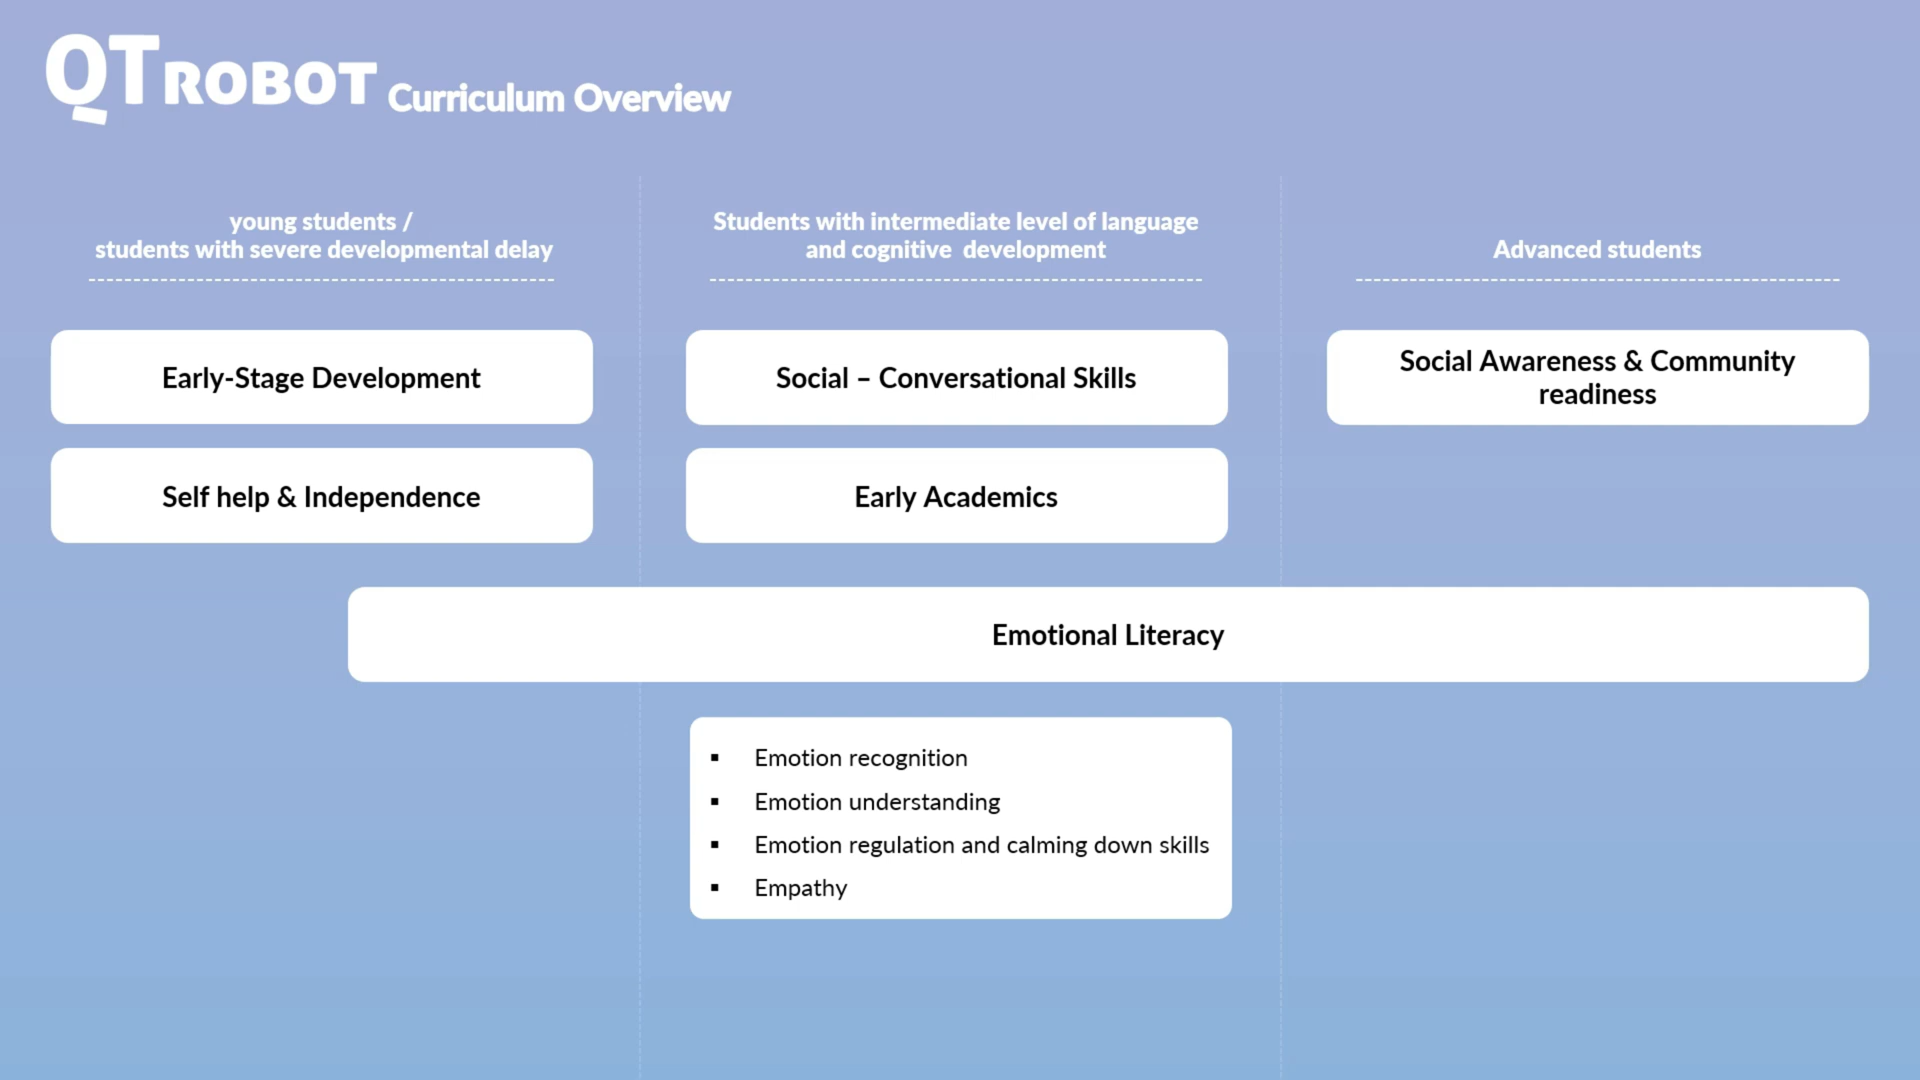 QTROBOT Curriculum Overview
young students /
students with severe developmental delay
Students with intermediate level of language
and cognitive  development
Advanced students
Early-Stage Development
Social – Conversational Skills
Social Awareness & Community
readiness
Self help & Independence
Early Academics
Emotional Literacy
▪ Emotion recognition
▪ Emotion understanding
▪ Emotion regulation and calming down skills
▪ Empathy